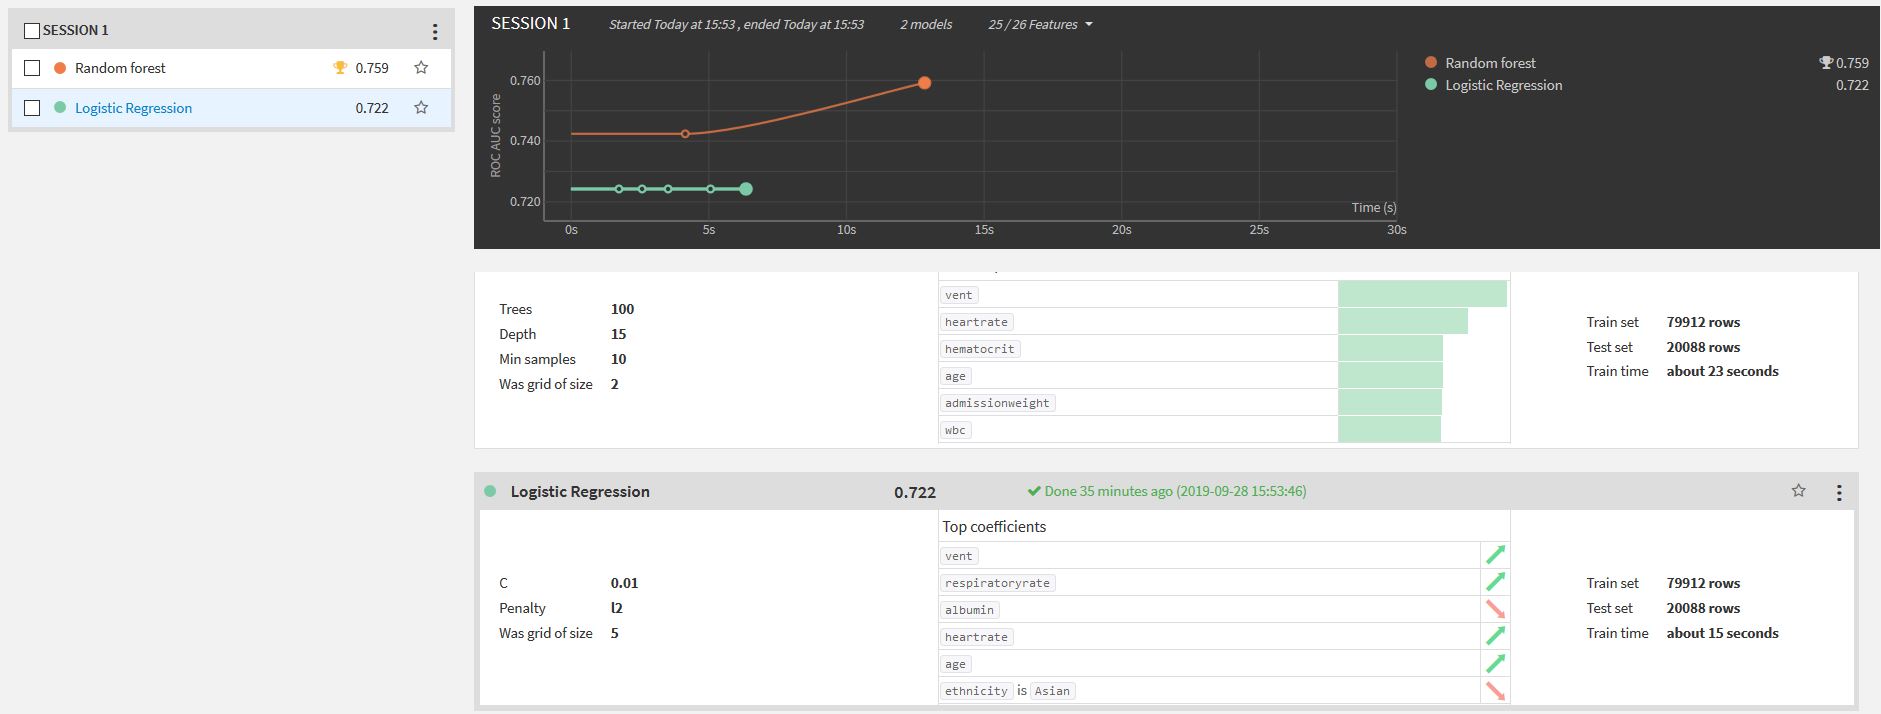 SESSION 1
Random forest 0.759
Logistic Regression 0.722
SESSION 1 Started Today at 15:53 , ended Today at 15:53 2 models 25 / 26 Features
ROC AUC score
0.760
0.740
0.720
Time (s)
0s 5s 10s 15s 20s 25s 30s
Random forest 0.759
Logistic Regression 0.722
Trees 100
Depth 15
Min samples 10
Was grid of size 2
vent
heartrate
hematocrit
age
admissionweight
wbc
Train set 79912 rows
Test set 20088 rows
Train time about 23 seconds
Logistic Regression 0.722 Done 35 minutes ago (2019-09-28 15:53:46)
C 0.01
Penalty l2
Was grid of size 5
Top coefficients
vent
respiratoryrate
albumin
heartrate
age
ethnicity is Asian
Train set 79912 rows
Test set 20088 rows
Train time about 15 seconds